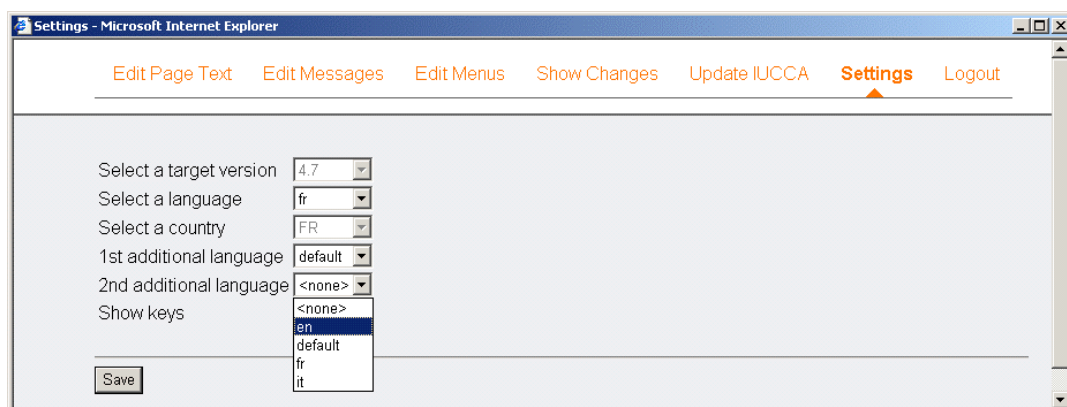 Settings - Microsoft Internet Explorer
Edit Page Text Edit Messages Edit Menus Show Changes Update IUCCA Settings Logout
Select a target version 4.7
Select a language fr
Select a country FR
1st additional language default
2nd additional language <none>
Show keys <none>
en
default
fr
it
Save